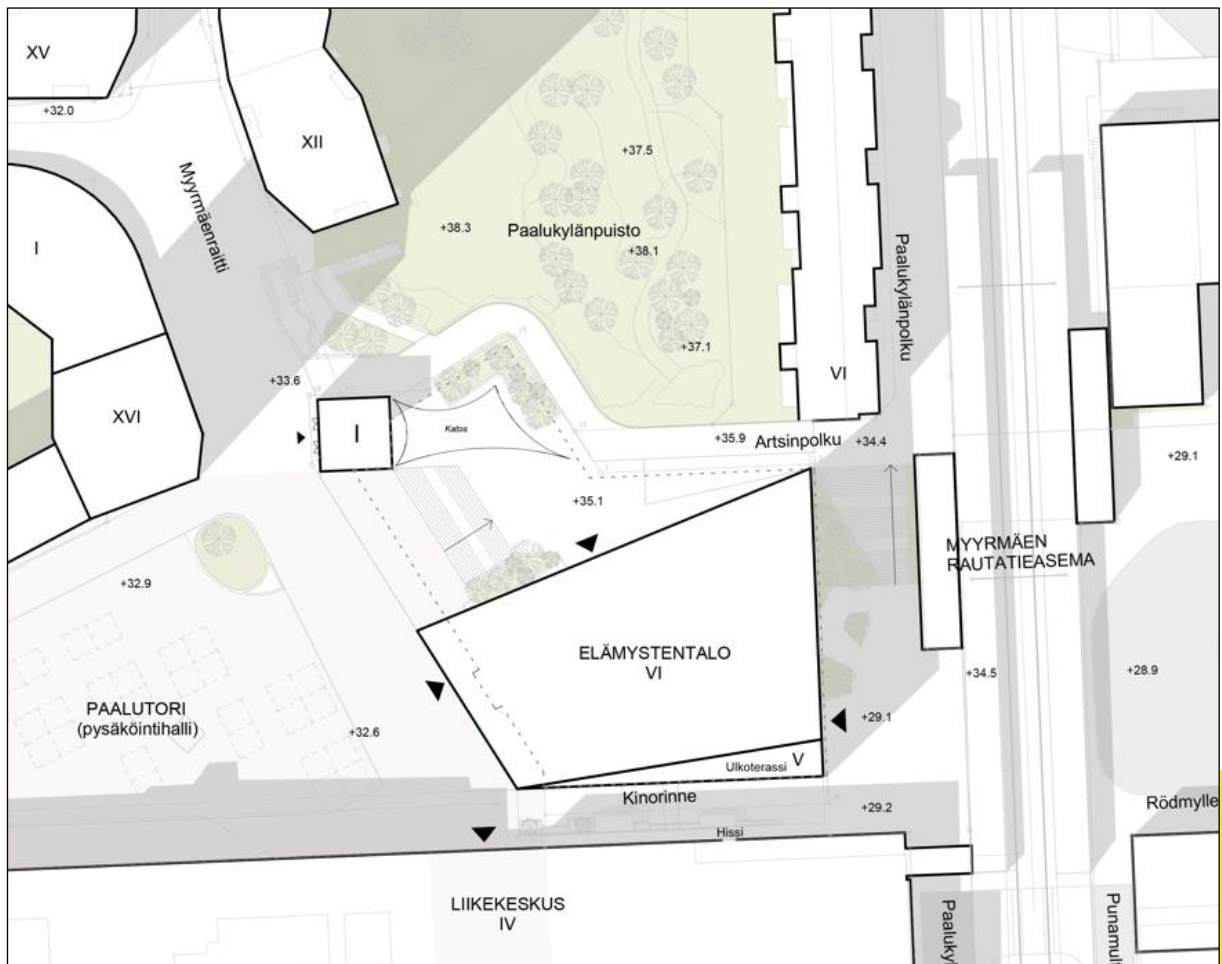 XV
+32.0
XII
Myyrmäenraitti
+37.5
+38.3
Paalukylänpuisto
+38.1
I
Paalukylänpolku
+37.1
VI
+33.6
XVI
I
Katos
+35.9
Artsinpolku
+34.4
+29.1
+35.1
MYYRMÄEN
RAUTATIEASEMA
+32.9
ELÄMYSTENTALO
VI
+34.5
+28.9
PAALUTORI
(pysäköintihalli)
+32.6
+29.1
Ulkoterassi
V
Kinorinne
+29.2
Rödmylle
Hissi
LIIKEKESKUS
IV
Paaluky
Punamul